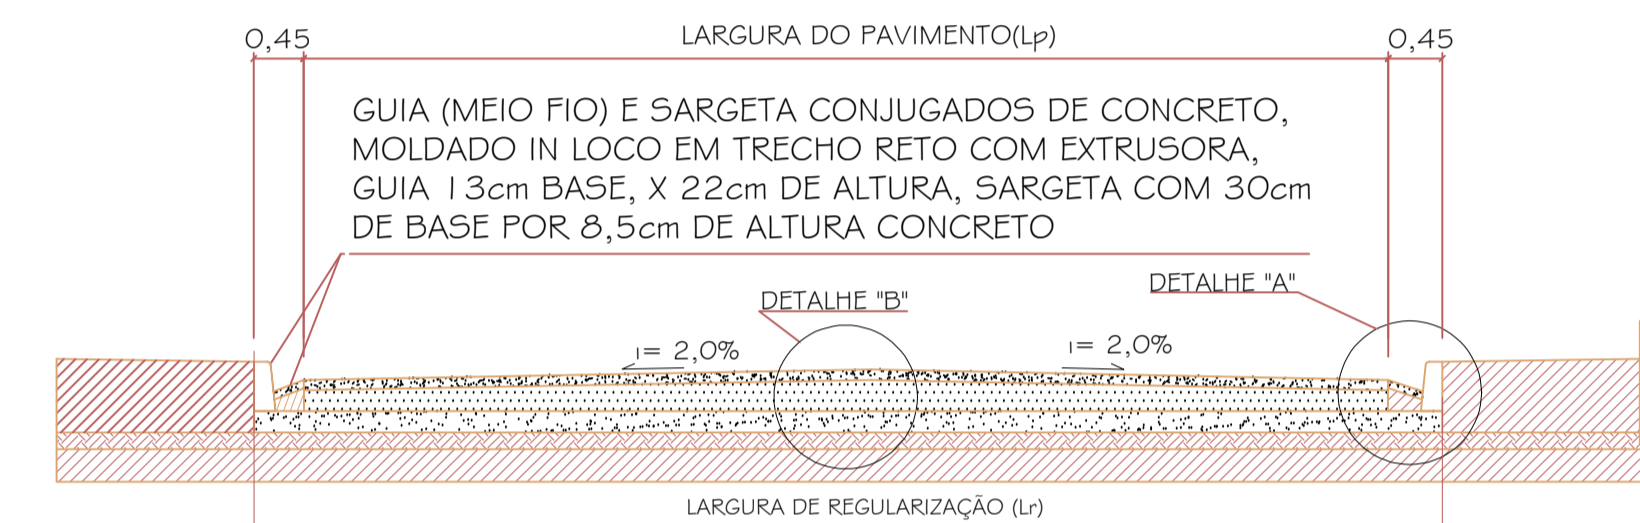 0,45
LARGURA DO PAVIMENTO(Lp)
0,45
GUIA (MEIO FIO) E SARGETA CONJUGADOS DE CONCRETO,
MOLDADO IN LOCO EM TRECHO RETO COM EXTRUSORA,
GUIA 13cm BASE, X 22cm DE ALTURA, SARGETA COM 30cm
DE BASE POR 8,5cm DE ALTURA CONCRETO
DETALHE "B"
DETALHE "A"
I= 2,0%
I= 2,0%
LARGURA DE REGULARIZAÇÃO (Lr)